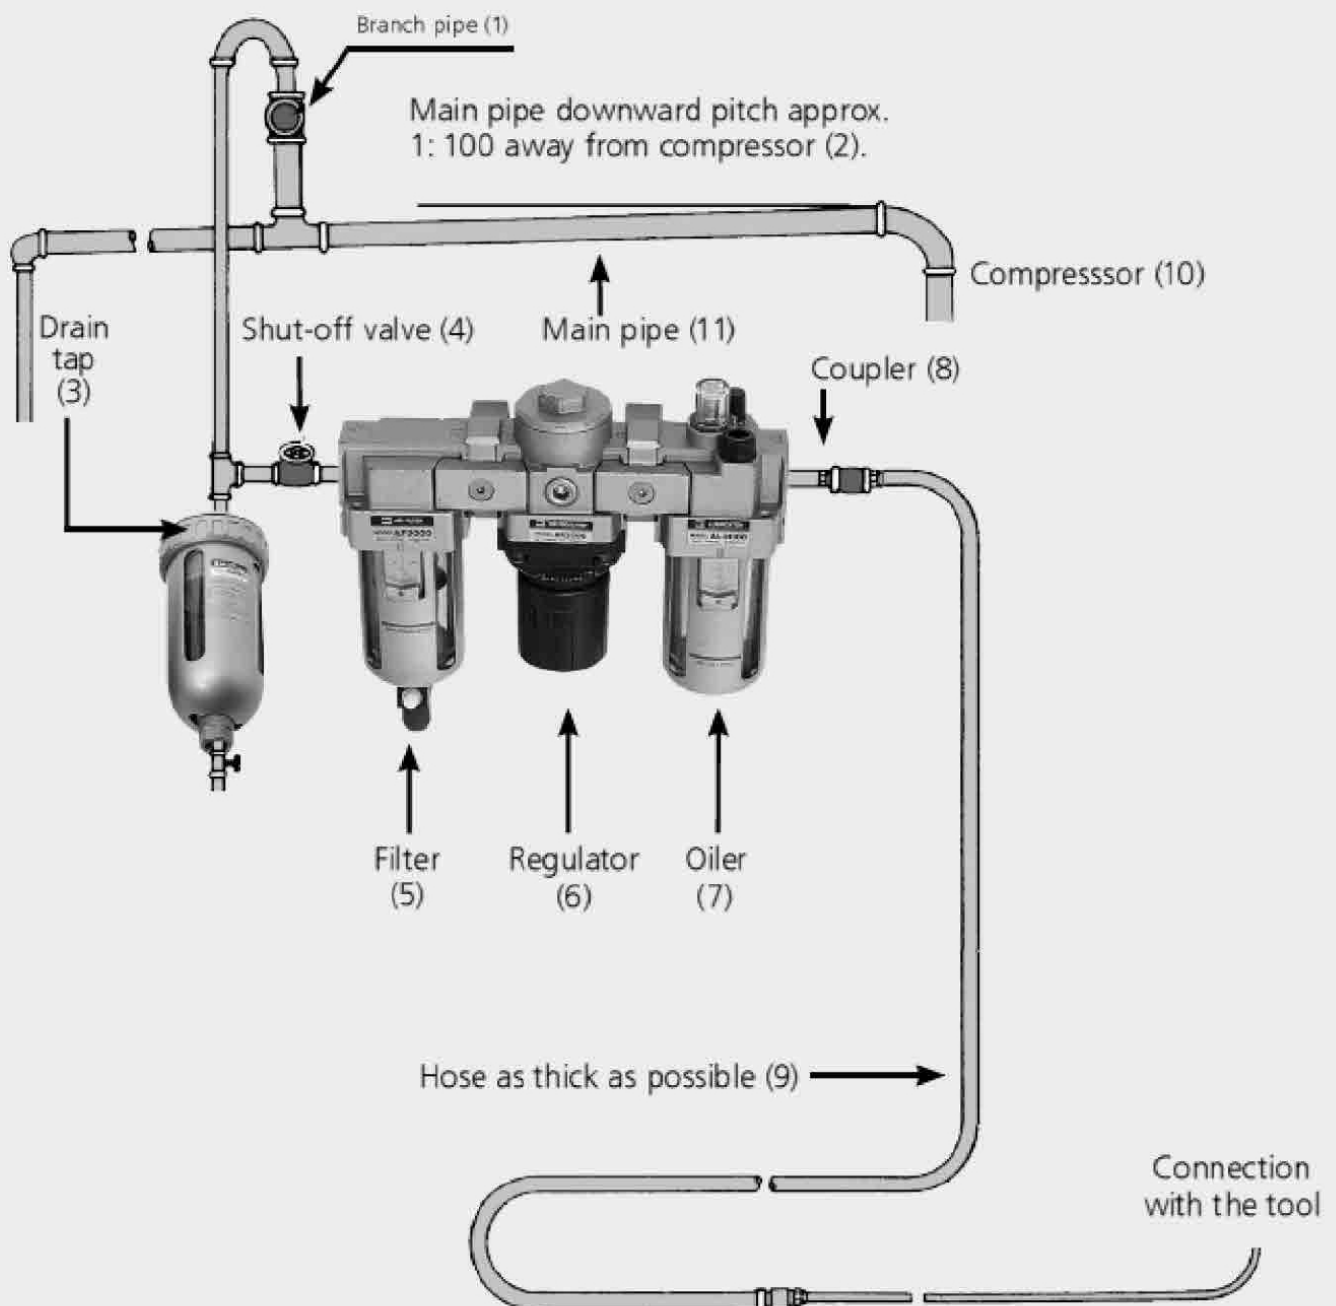 Branch pipe (1)
Main pipe downward pitch approx.
1: 100 away from compressor (2).
Compresssor (10)
Drain
tap
(3)
Shut-off valve (4)
Main pipe (11)
Coupler (8)
Filter
(5)
Regulator
(6)
Oiler
(7)
Hose as thick as possible (9)
Connection
with the tool